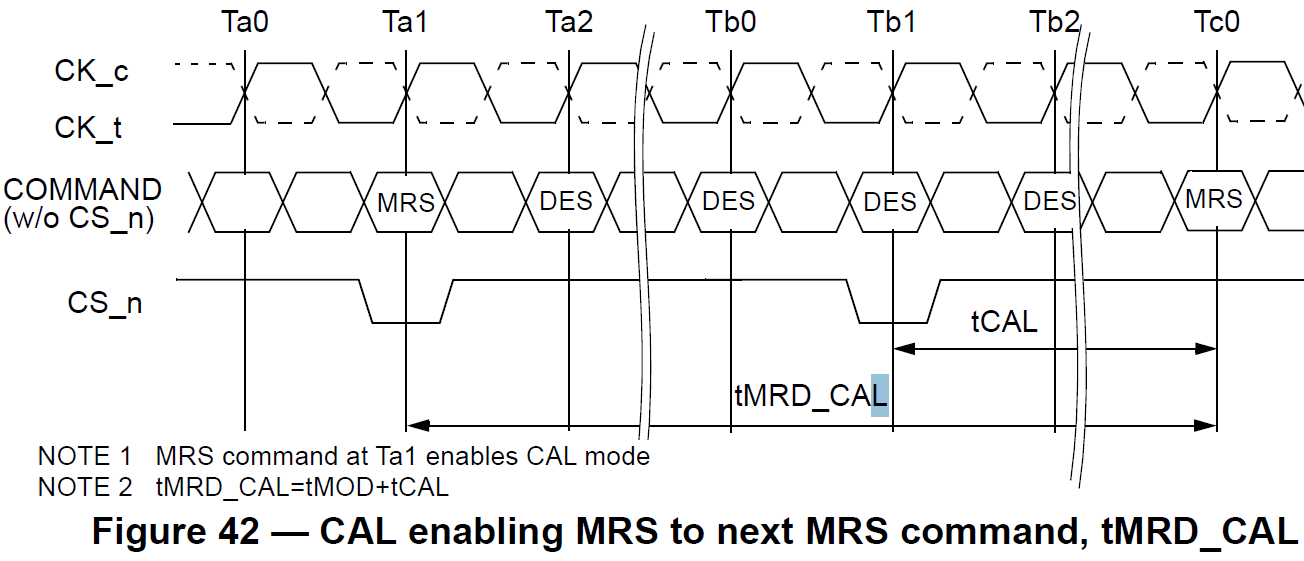 Ta0 Ta1 Ta2 Tb0 Tb1 Tb2 Tc0
CK_c
CK_t
COMMAND
(w/o CS_n)
MRS DES DES DES DES MRS
CS_n
tCAL
tMRD_CAL
NOTE 1 MRS command at Ta1 enables CAL mode
NOTE 2 tMRD_CAL=tMOD+tCAL
Figure 42 — CAL enabling MRS to next MRS command, tMRD_CAL